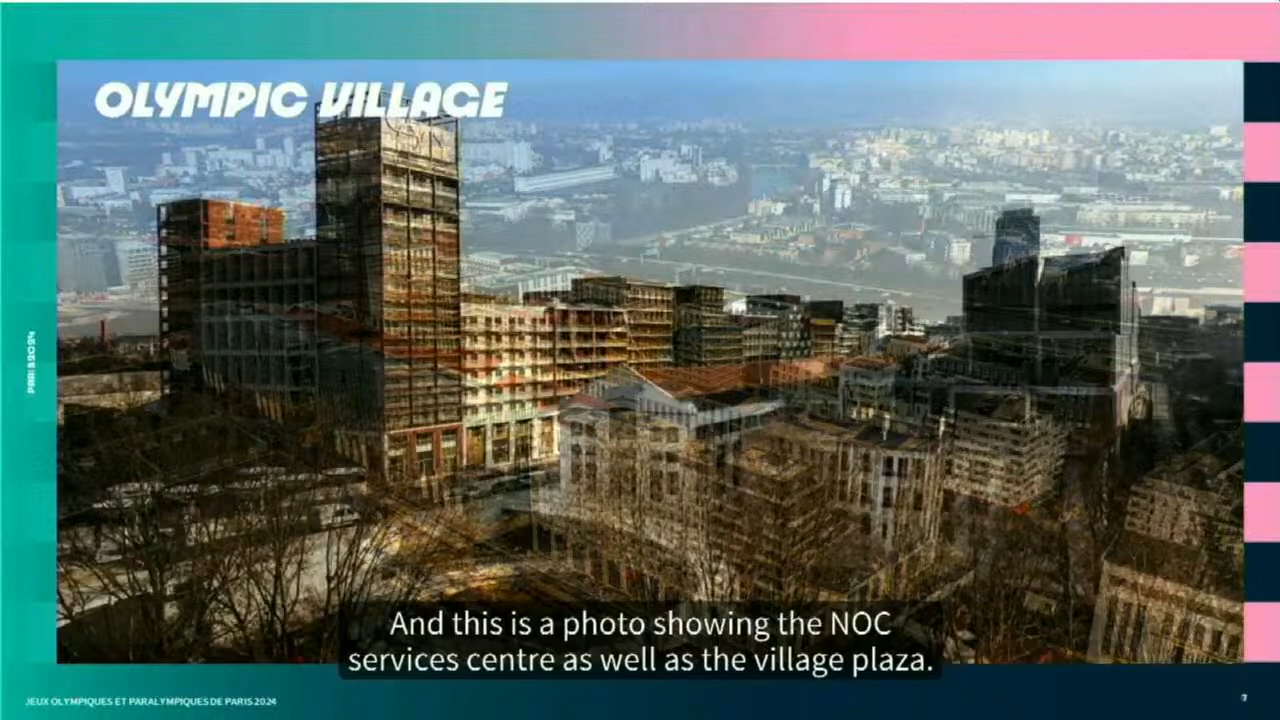 OLYMPIC VILLAGE
PARIS 2024
And this is a photo showing the NOC
services centre as well as the village plaza.
JEUX OLYMPIQUES ET PARALYMPIQUES DE PARIS 2024